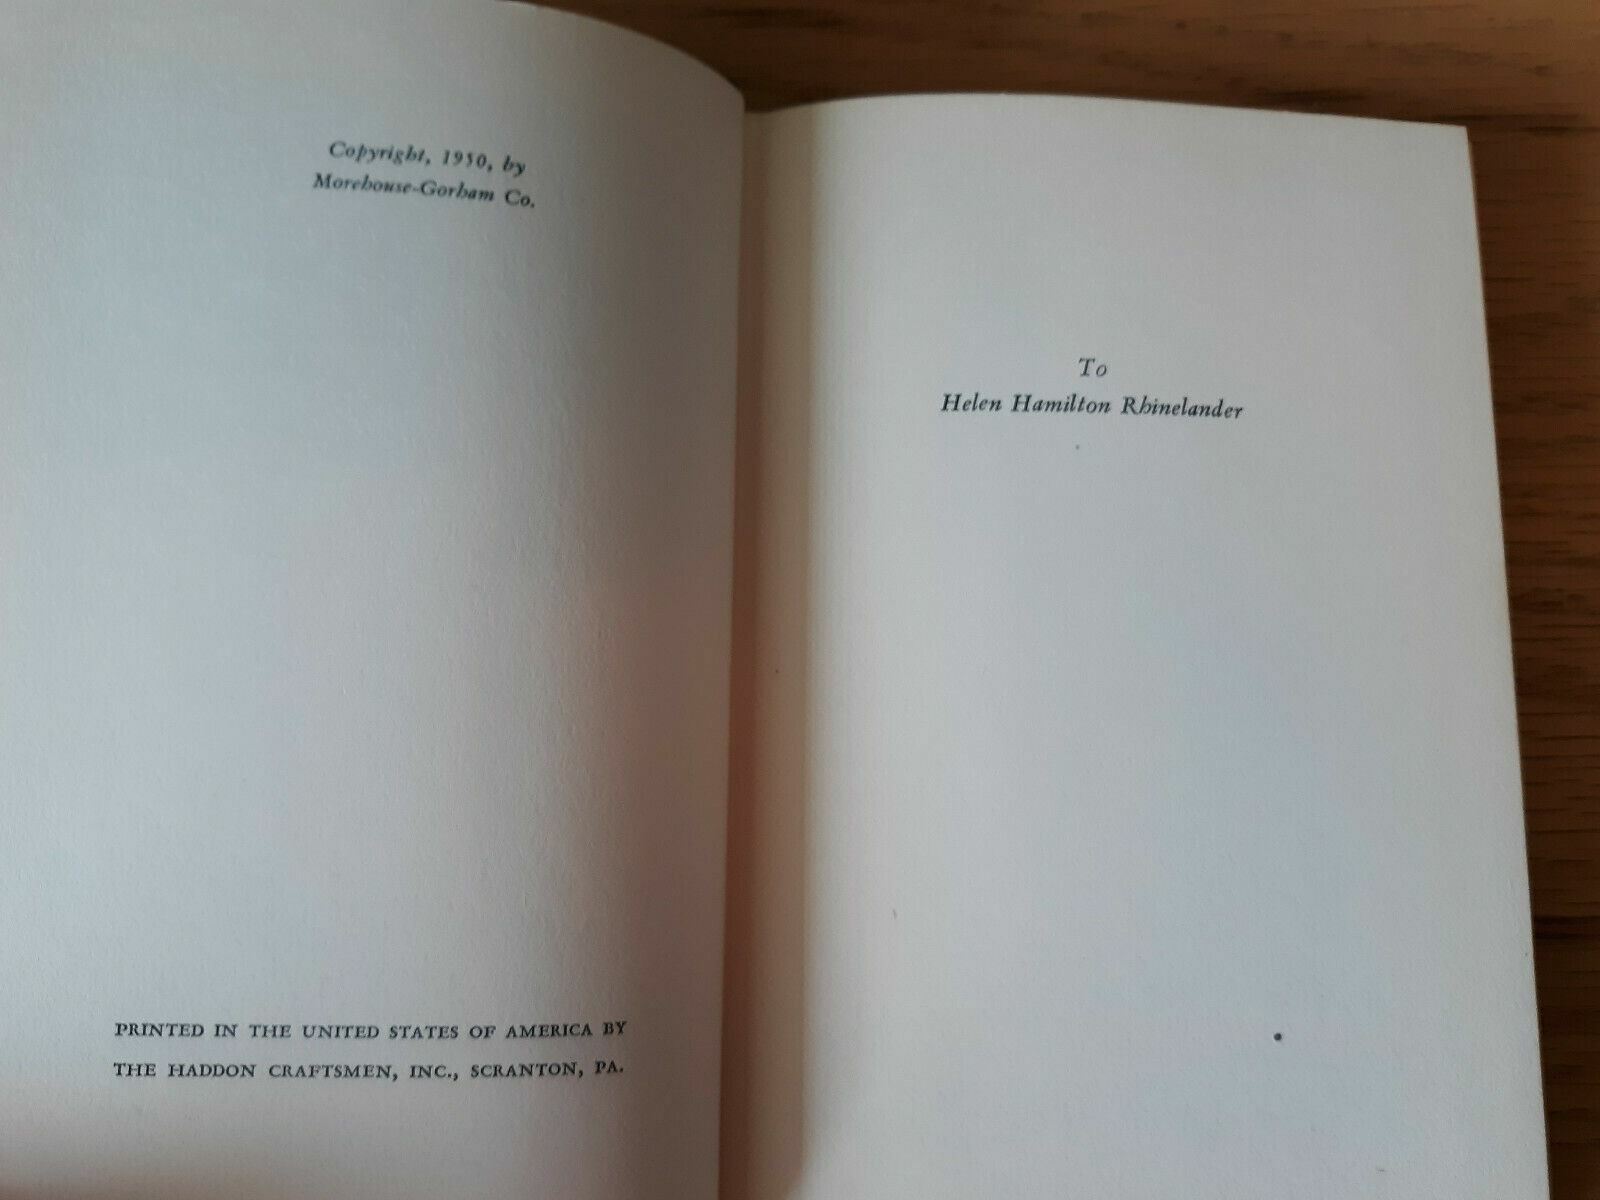 Copyright, 1950, by
Morehouse-Gorham Co.
PRINTED IN THE UNITED STATES OF AMERICA BY
THE HADDON CRAFTSMEN, INC., SCRANTON, PA.
To
Helen Hamilton Rhinelander